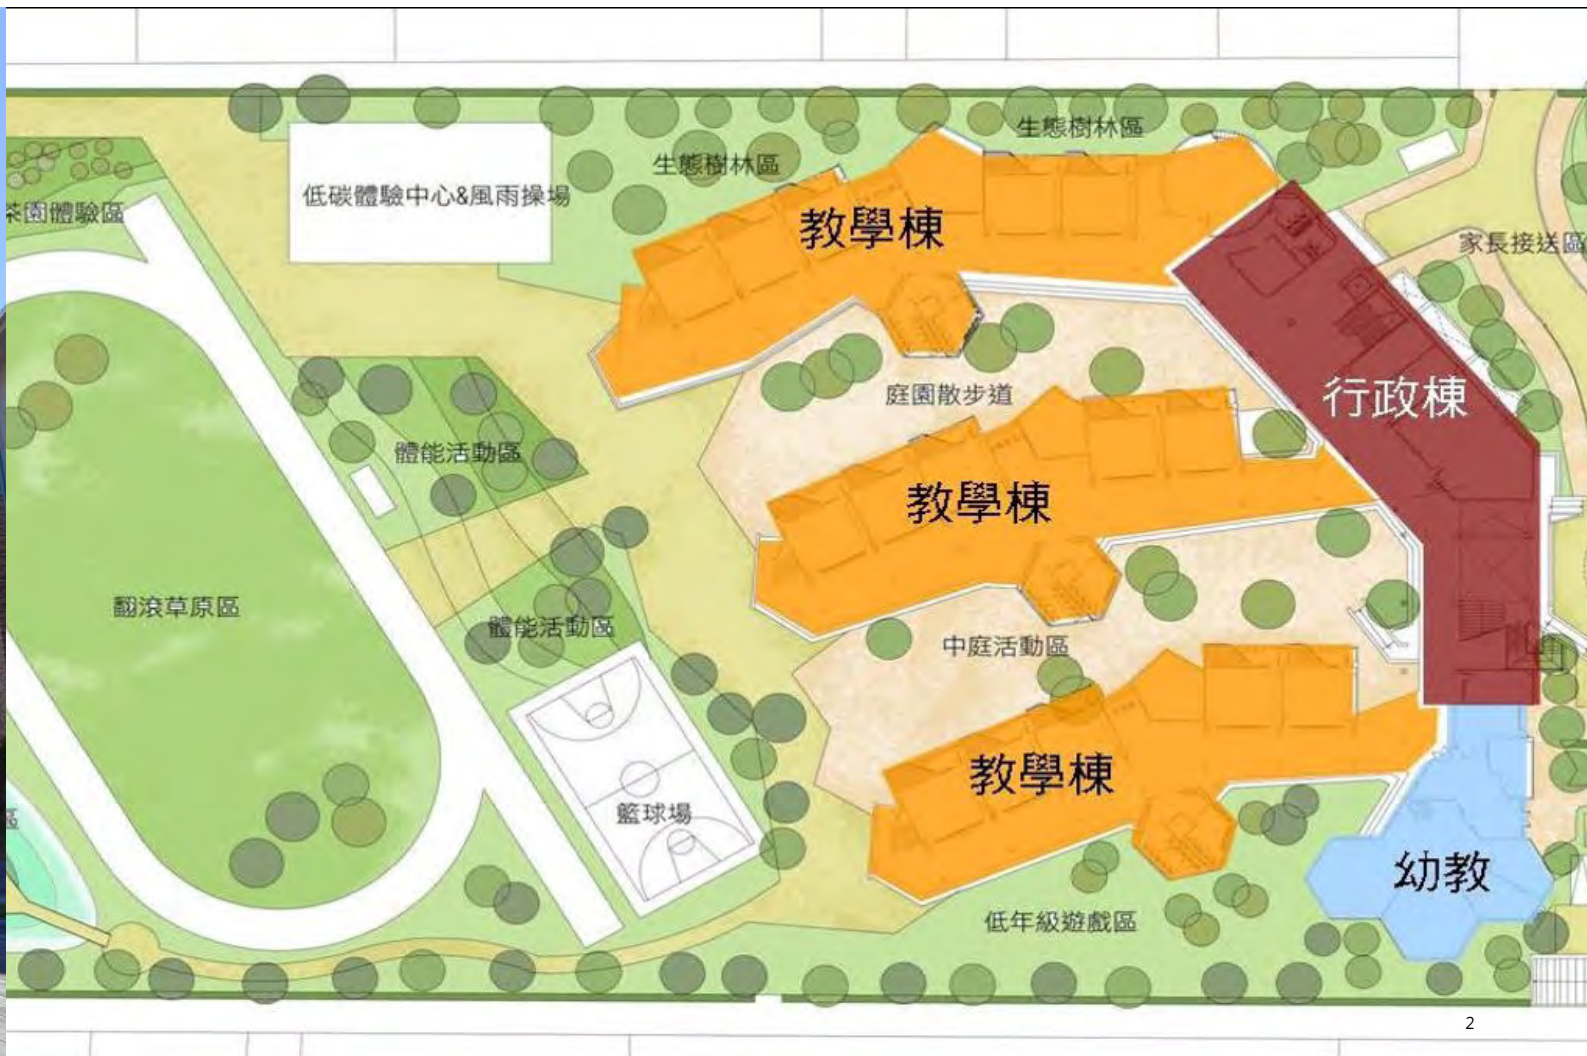 生態樹林區
生態樹林區
低碳體驗中心&風雨操場
茶園體驗區
教學棟
家長接送區
庭園散步道
行政棟
體能活動區
教學棟
翻滾草原區
體能活動區
中庭活動區
教學棟
籃球場
區
幼教
低年級遊戲區
2